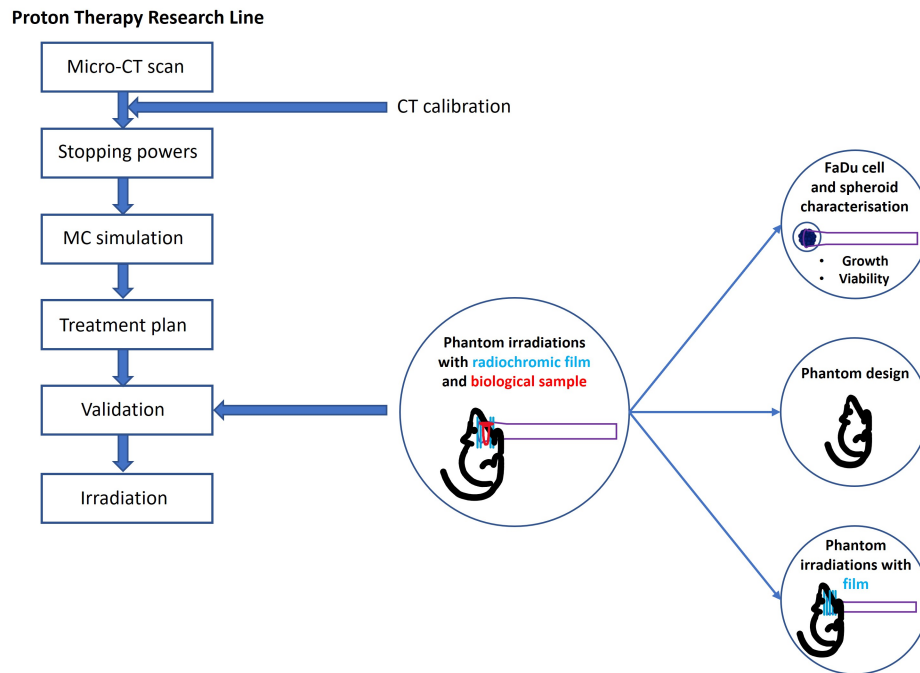 Proton Therapy Research Line
Micro-CT scan
CT calibration
Stopping powers
MC simulation
Treatment plan
Validation
Irradiation
Phantom irradiations
with radiochromic film
and biological sample
FaDu cell
and spheroid
characterisation
• Growth
• Viability
Phantom design
Phantom
irradiations with
film